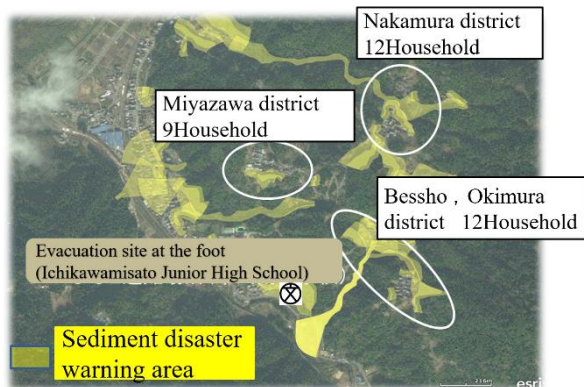 Nakamura district
12Household
Miyazawa district
9Household
Bessho , Okimura
district 12Household
Evacuation site at the foot
(Ichikawamisato Junior High School)
Sediment disaster
warning area
esri